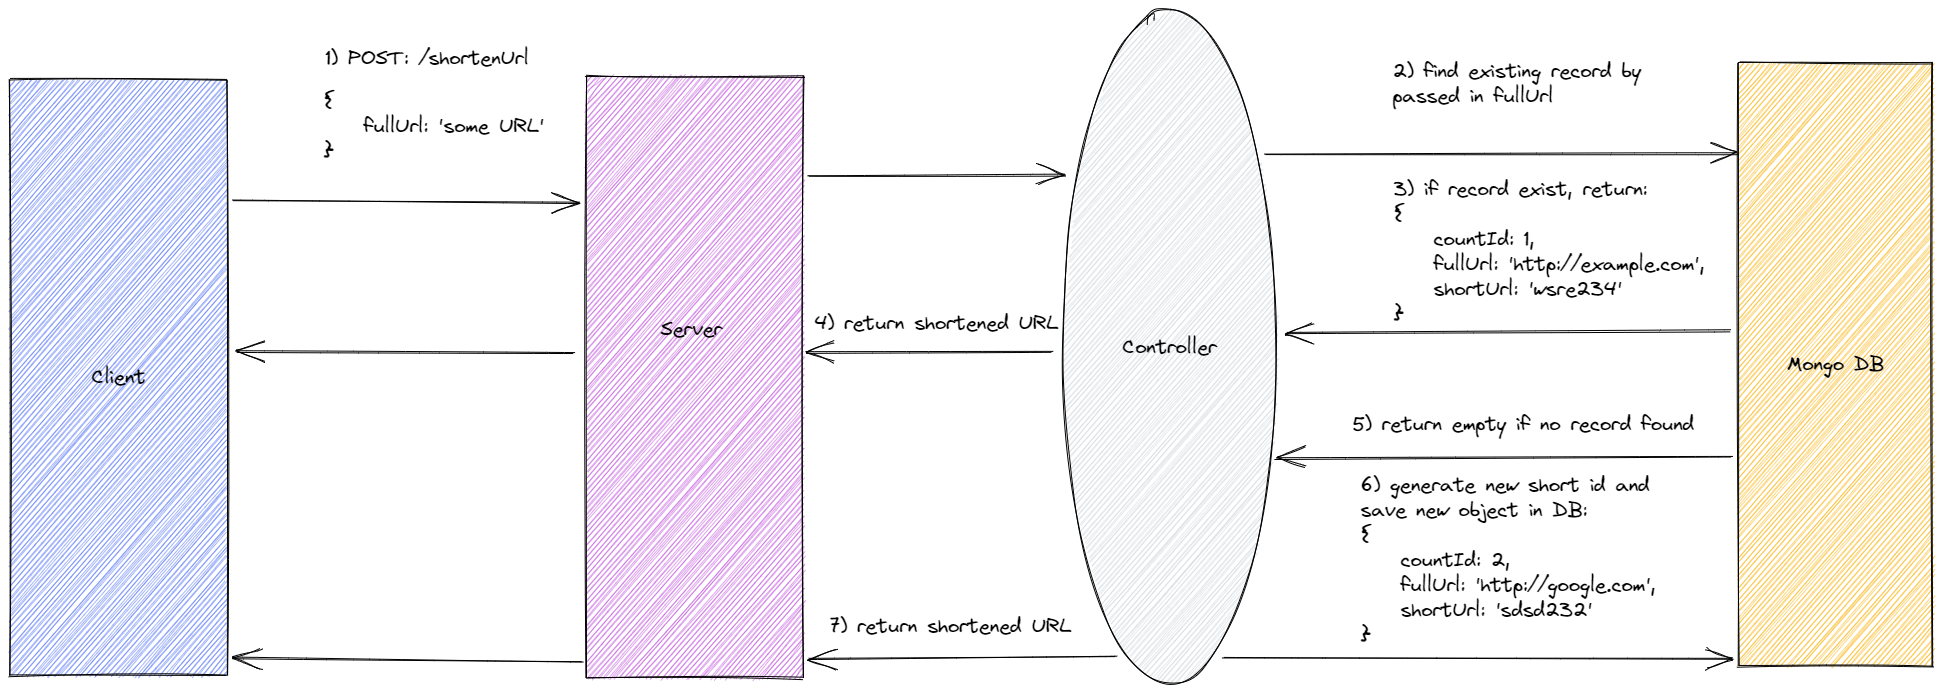 1) POST: /shortenUrl
{
fullUrl: 'some URL'
}
Client
Server
4) return shortened URL
7) return shortened URL
Controller
2) find existing record by
passed in fullUrl
3) if record exist, return:
{
countId: 1,
fullUrl: 'http://example.com',
shortUrl: 'wsre234'
}
5) return empty if no record found
6) generate new short id and
save new object in DB:
{
countId: 2,
fullUrl: 'http://google.com',
shortUrl: 'sdsd232'
}
Mongo DB